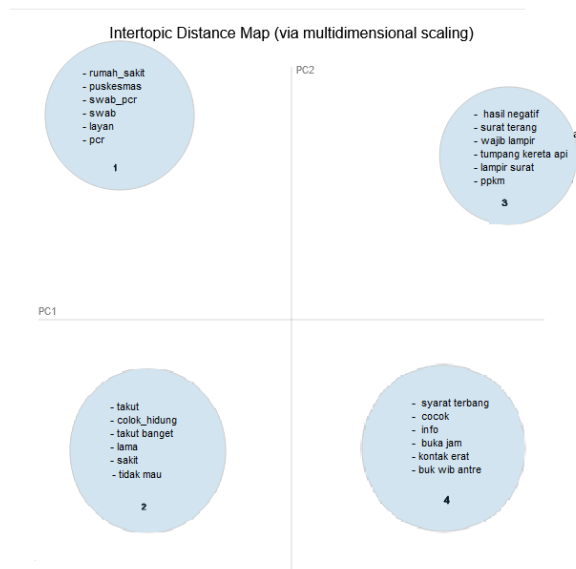 Intertopic Distance Map (via multidimensional scaling)
PC2
- rumah_sakit
- puskesmas
- swab_pcr
- swab
- layan
- pcr
1
- hasil negatif
- surat terang
- wajib lampir
- tumpang kereta api
- lampir surat
- ppkm
3
PC1
- takut
- colok_hidung
- takut banget
- lama
- sakit
- tidak mau
2
- syarat terbang
- cocok
- info
- buka jam
- kontak erat
- buk wib antre
4